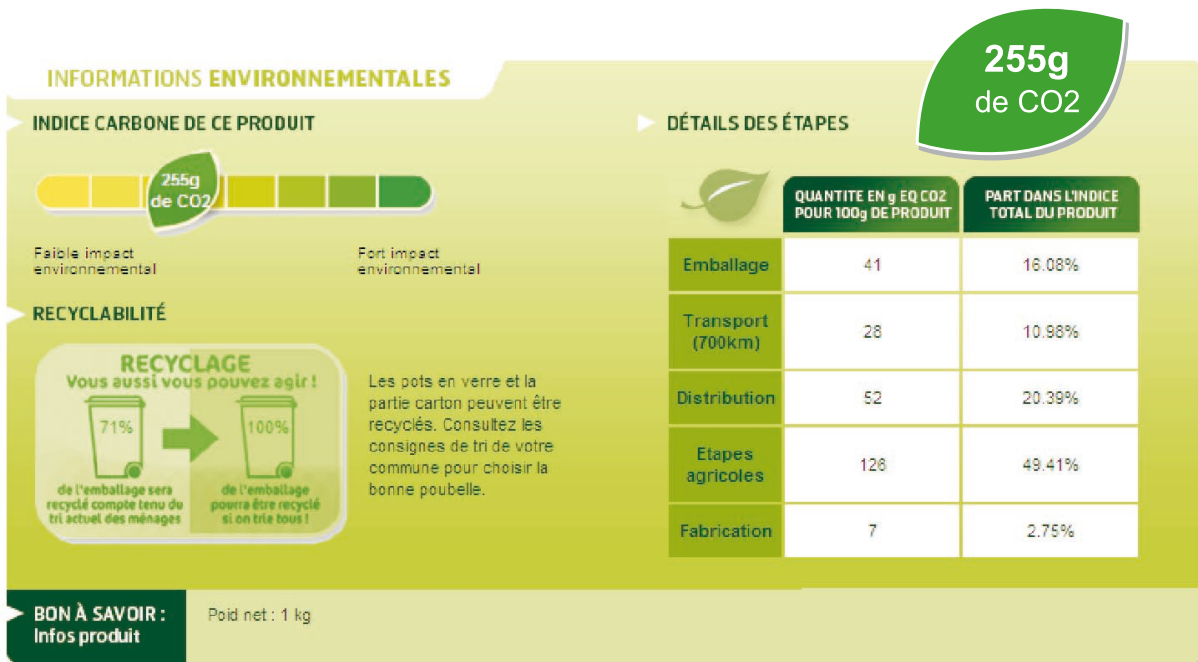 255g
de CO2
INFORMATIONS ENVIRONNEMENTALES
INDICE CARBONE DE CE PRODUIT
255g
de CO2
Faible impact
environnemental
Fort impact
environnemental
RECYCLABILITÉ
RECYCLAGE
Vous aussi vous pouvez agir !
71%
100%
de l'emballage sera
recyclé compte tenu du
tri actuel des ménages
de l'emballage
pourra être recyclé
si on trie tous !
Les pots en verre et la
partie carton peuvent être
recyclés. Consultez les
consignes de tri de votre
commune pour choisir la
bonne poubelle.
DÉTAILS DES ÉTAPES
QUANTITE EN g EQ CO2
POUR 100g DE PRODUIT
PART DANS L'INDICE
TOTAL DU PRODUIT
Emballage 41 16.08%
Transport
(700km) 28 10.98%
Distribution 52 20.39%
Etapes
agricoles 126 49.41%
Fabrication 7 2.75%
BON À SAVOIR :
Infos produit
Poid net : 1 kg